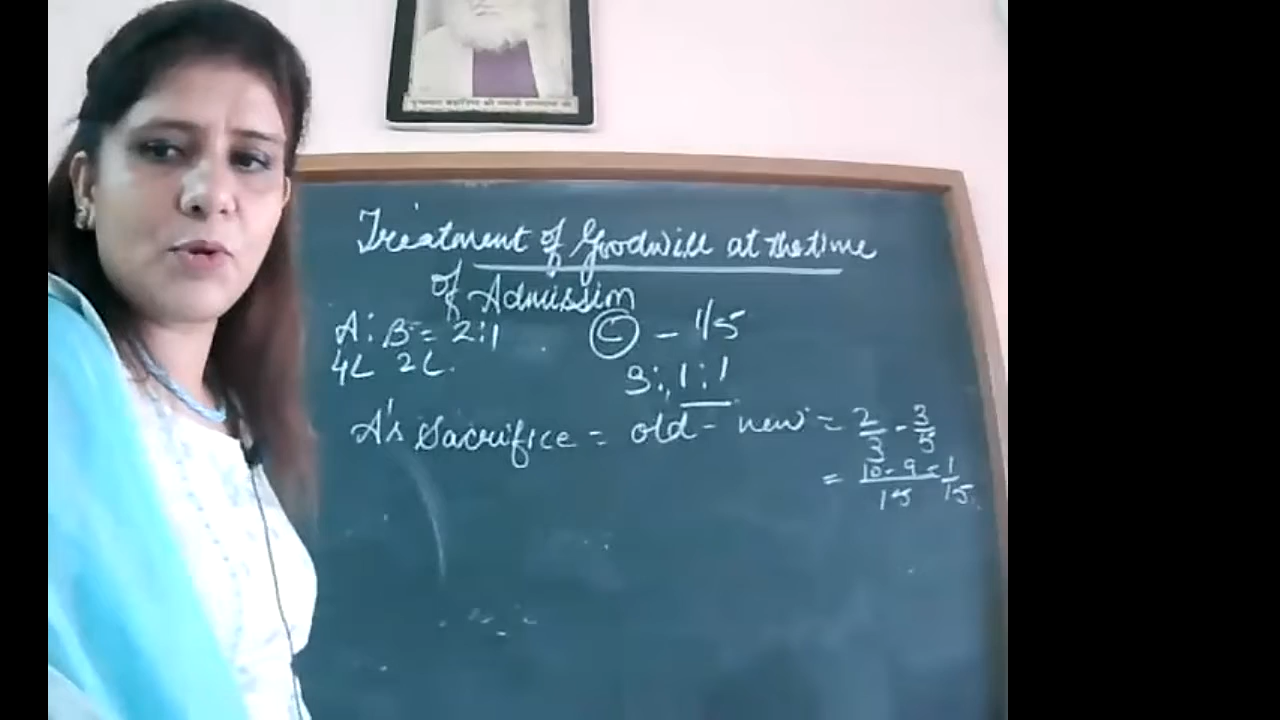 Treatment of Goodwill at the time
of Admission
A : B = 2:1 C - 1/5
4L 2L. 3:1:1
A's Sacrifice = old - new = 2/3 - 3/5
= 10-9/15 = 1/15